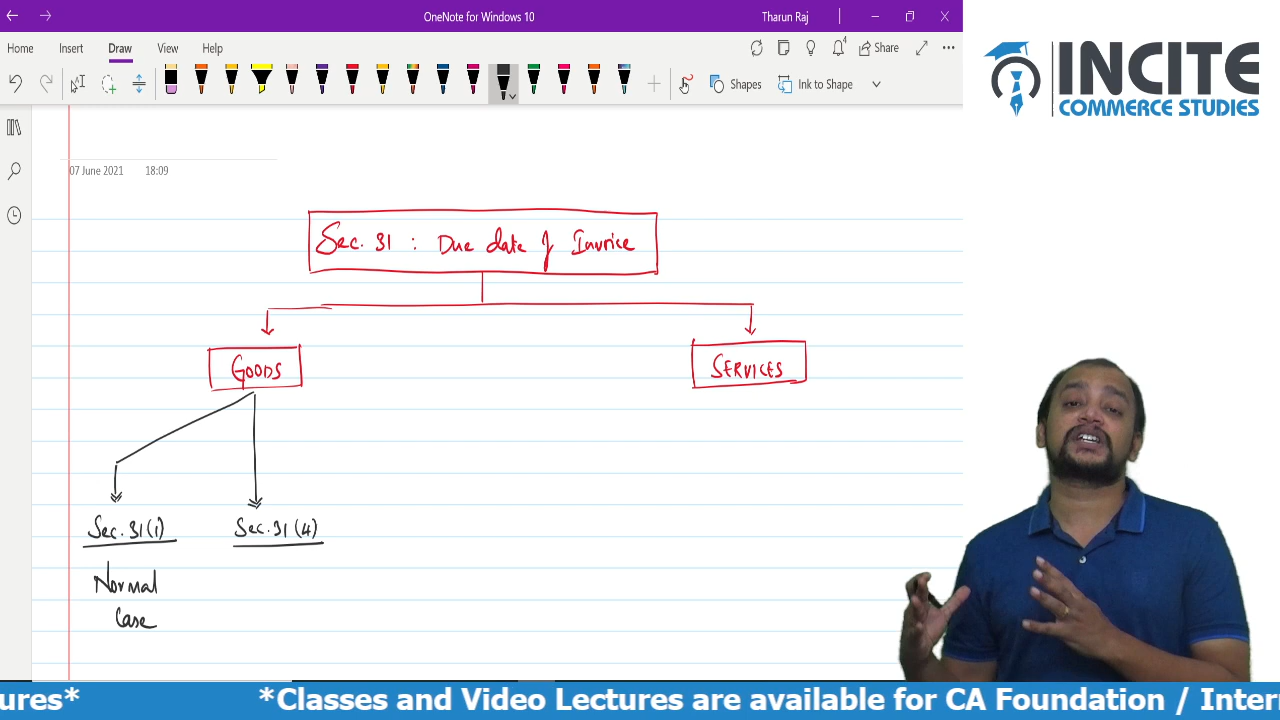 OneNote for Windows 10
Tharun Raj
Home Insert Draw View Help
4
Share
Shapes
Ink to Shape
INCITE
COMMERCE STUDIES
07 June 2021 18:09
Sec. 31 : Due date of Invoice
GOODS
SERVICES
Sec. 31 (1)
Sec. 31 (4)
Normal
Case
ures* *Classes and Video Lectures are available for CA Foundation / Inter